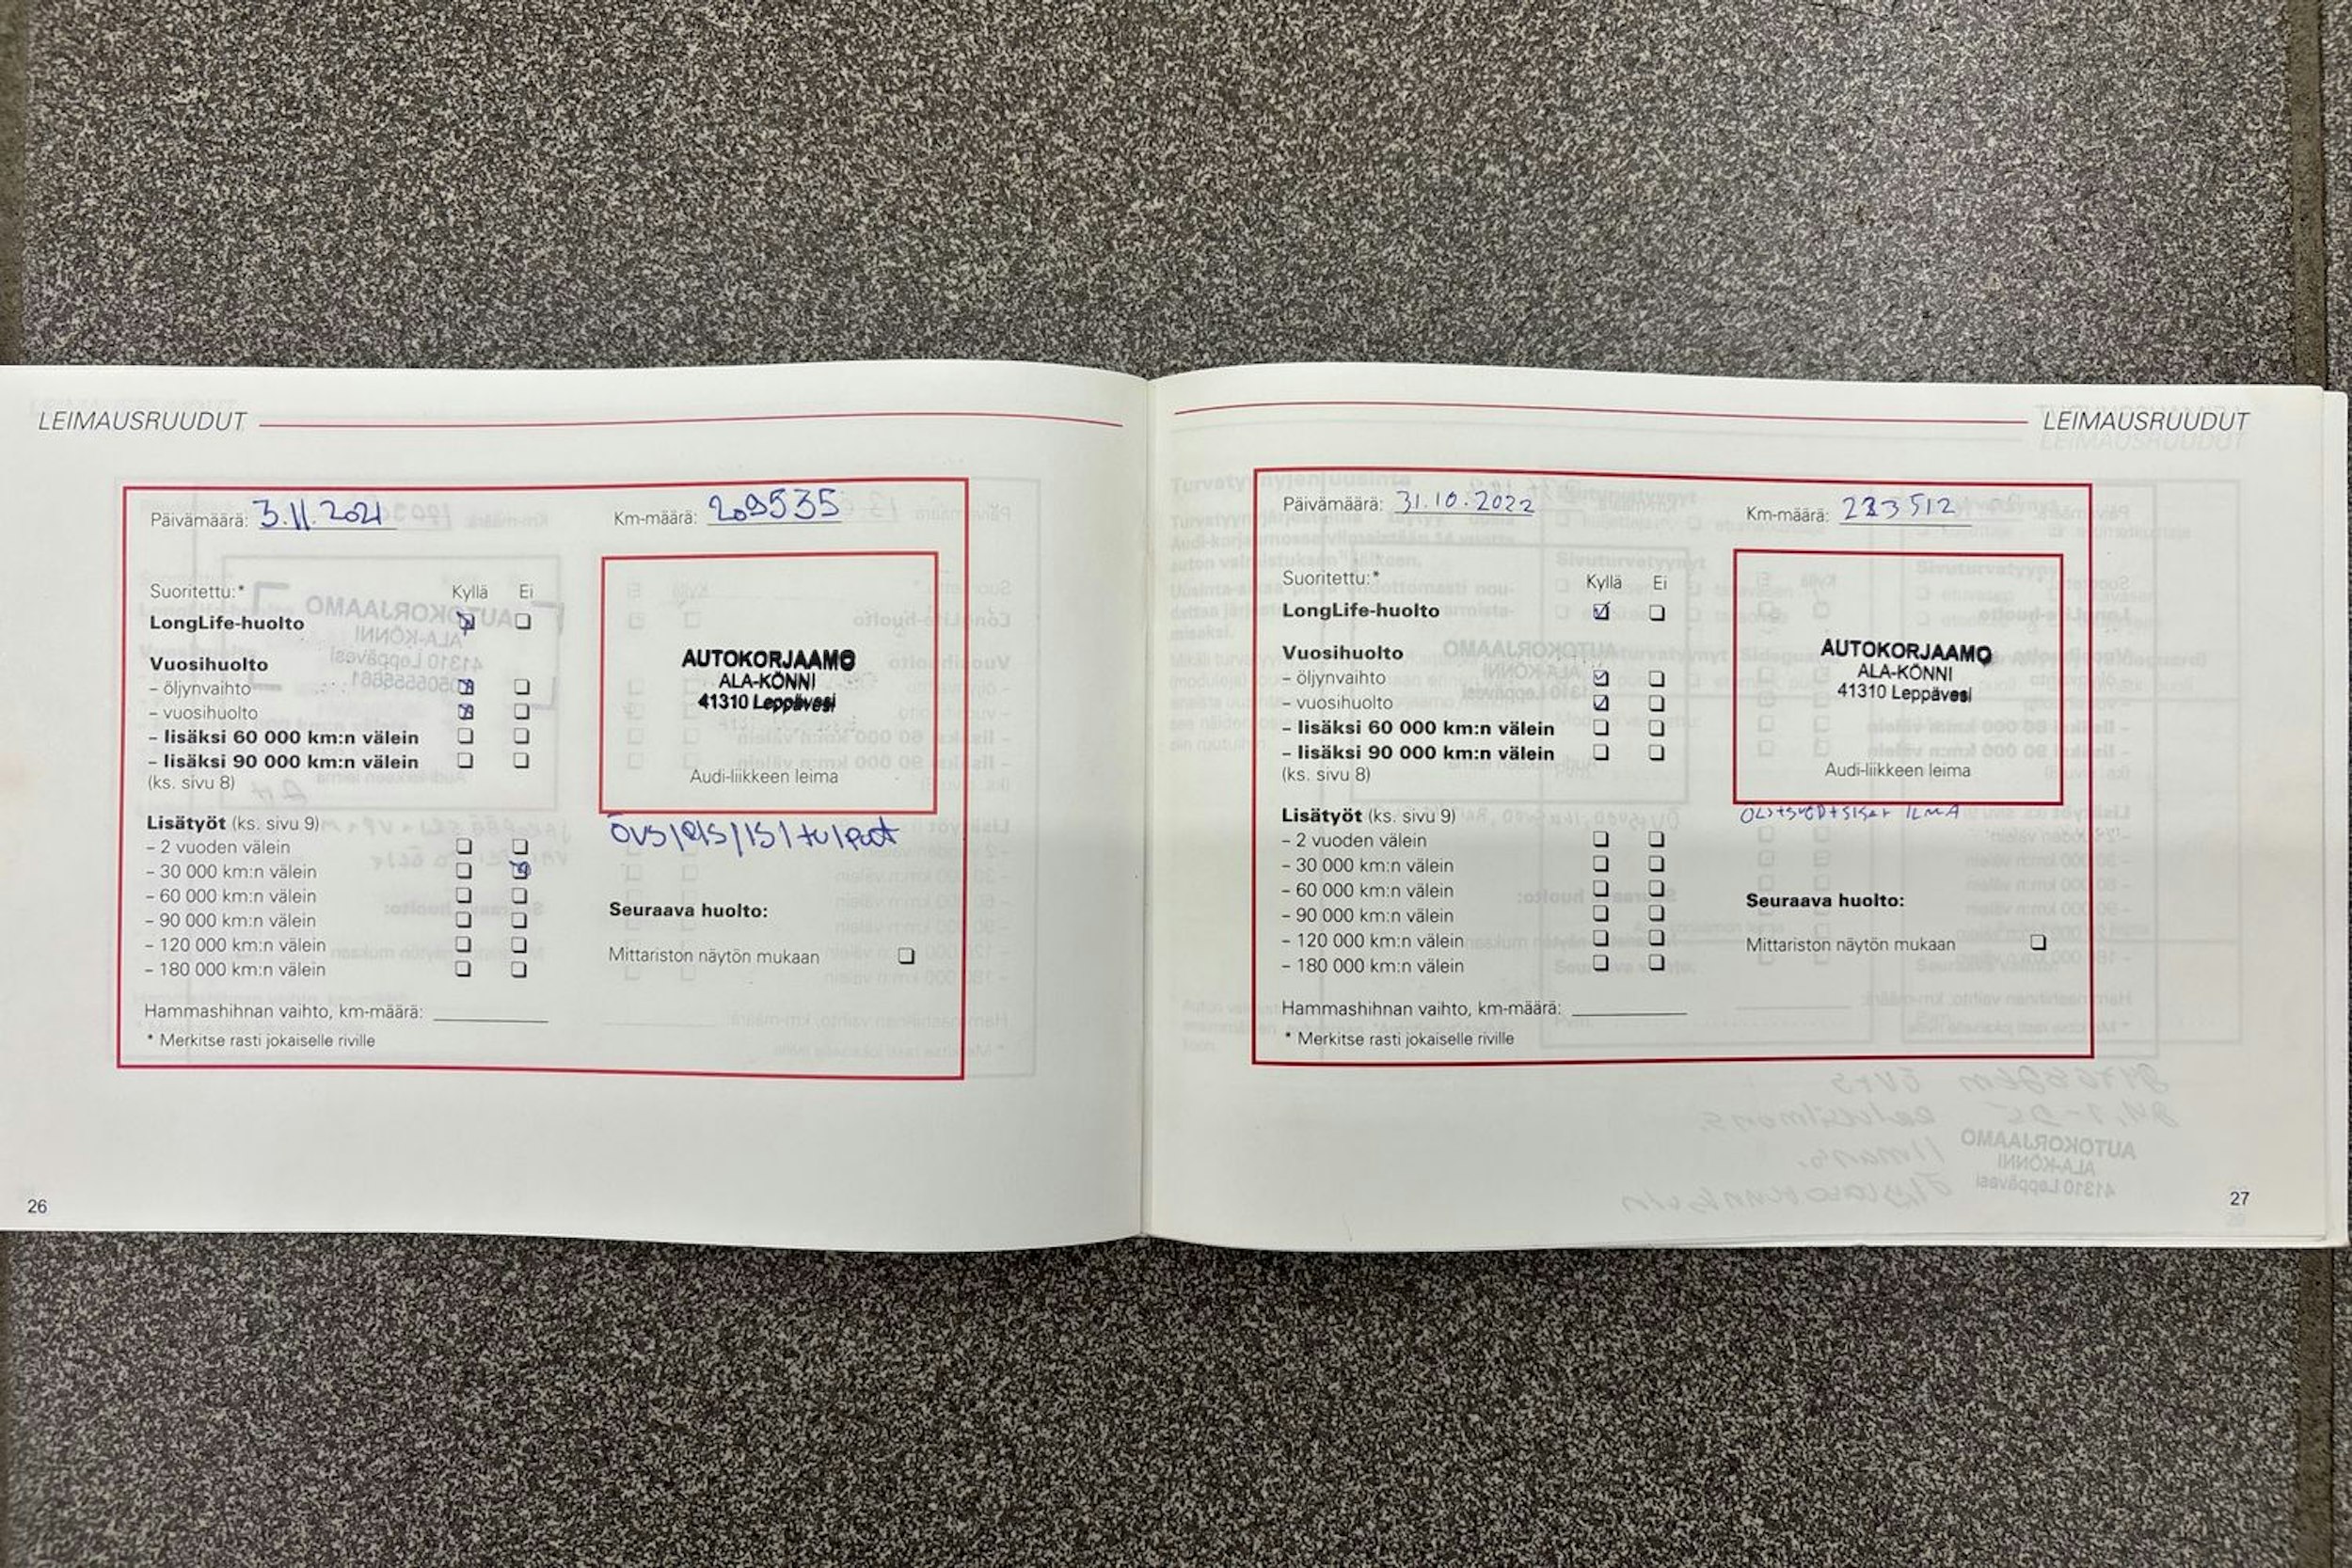 LEIMAUSRUUDUT
Päivämäärä: 3.11.2021 Km-määrä: 209535
Suoritettu:* Kyllä Ei
LongLife-huolto
Vuosihuolto
– öljynvaihto
– vuosihuolto
– lisäksi 60 000 km:n välein
– lisäksi 90 000 km:n välein
(ks. sivu 8)
Lisätyöt (ks. sivu 9)
– 2 vuoden välein
– 30 000 km:n välein
– 60 000 km:n välein
– 90 000 km:n välein
– 120 000 km:n välein
– 180 000 km:n välein
Hammashihnan vaihto, km-määrä:
* Merkitse rasti jokaiselle riville
AUTOKORJAAMO
ALA-KÖNNI
41310 Leppävesi
Audi-liikkeen leima
Seuraava huolto:
Mittariston näytön mukaan
26
LEIMAUSRUUDUT
Päivämäärä: 31.10.2022 Km-määrä:
Suoritettu:* Kyllä Ei
LongLife-huolto
Vuosihuolto
– öljynvaihto
– vuosihuolto
– lisäksi 60 000 km:n välein
– lisäksi 90 000 km:n välein
(ks. sivu 8)
Lisätyöt (ks. sivu 9)
– 2 vuoden välein
– 30 000 km:n välein
– 60 000 km:n välein
– 90 000 km:n välein
– 120 000 km:n välein
– 180 000 km:n välein
Hammashihnan vaihto, km-määrä:
* Merkitse rasti jokaiselle riville
AUTOKORJAAMO
ALA-KÖNNI
41310 Leppävesi
Audi-liikkeen leima
ILMA
Seuraava huolto:
Mittariston näytön mukaan
27